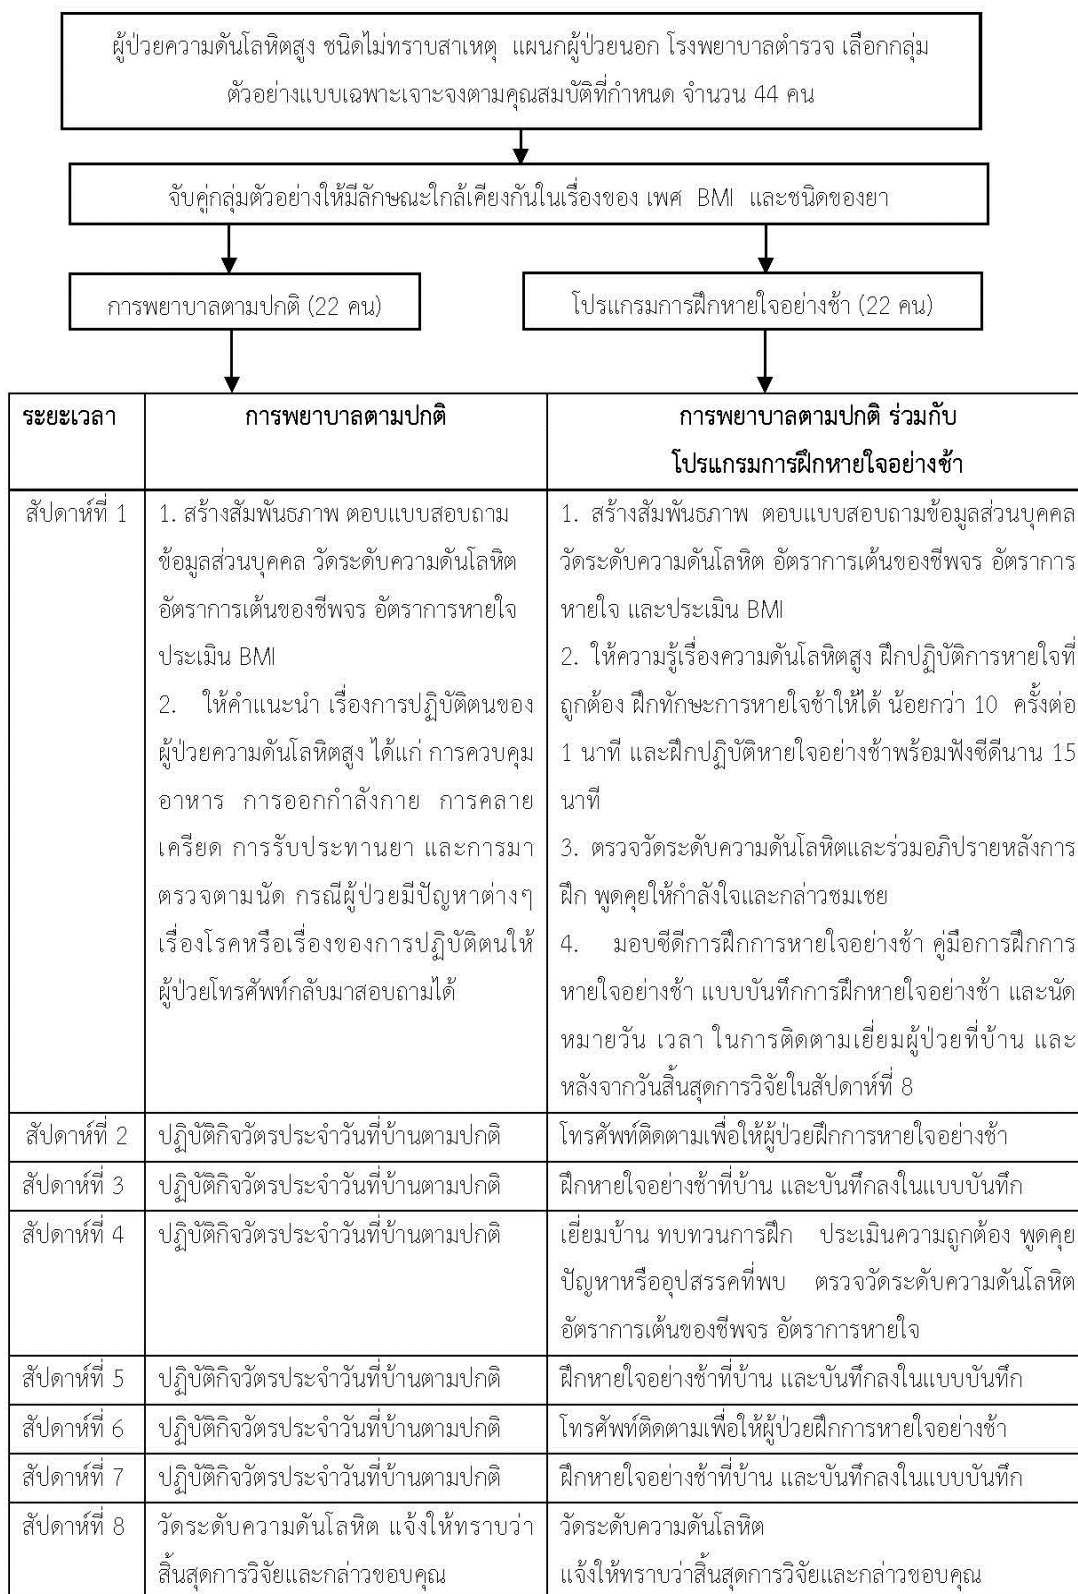 ผู้ป่วยความดันโลหิตสูง ชนิดไม่ทราบสาเหตุ แผนกผู้ป่วยนอก โรงพยาบาลตำรวจ เลือกกลุ่ม
ตัวอย่างแบบเฉพาะเจาะจงตามคุณสมบัติที่กำหนด จำนวน 44 คน
จับคู่กลุ่มตัวอย่างให้มีลักษณะใกล้เคียงกันในเรื่องของ เพศ BMI และชนิดของยา
การพยาบาลตามปกติ (22 คน)
โปรแกรมการฝึกหายใจอย่างช้า (22 คน)
ระยะเวลา
การพยาบาลตามปกติ
การพยาบาลตามปกติ ร่วมกับ
โปรแกรมการฝึกหายใจอย่างช้า
สัปดาห์ที่ 1
1. สร้างสัมพันธภาพ ตอบแบบสอบถาม
ข้อมูลส่วนบุคคล วัดระดับความดันโลหิต
อัตราการเต้นของชีพจร อัตราการหายใจ
ประเมิน BMI
2. ให้คำแนะนำ เรื่องการปฏิบัติตนของ
ผู้ป่วยความดันโลหิตสูง ได้แก่ การควบคุม
อาหาร การออกกำลังกาย การคลาย
เครียด การรับประทานยา และการมา
ตรวจตามนัด กรณีผู้ป่วยมีปัญหาต่างๆ
เรื่องโรคหรือเรื่องของการปฏิบัติตนให้
ผู้ป่วยโทรศัพท์กลับมาสอบถามได้
1. สร้างสัมพันธภาพ ตอบแบบสอบถามข้อมูลส่วนบุคคล
วัดระดับความดันโลหิต อัตราการเต้นของชีพจร อัตราการ
หายใจ และประเมิน BMI
2. ให้ความรู้เรื่องความดันโลหิตสูง ฝึกปฏิบัติการหายใจที่
ถูกต้อง ฝึกทักษะการหายใจช้าให้ได้ น้อยกว่า 10 ครั้งต่อ
1 นาที และฝึกปฏิบัติหายใจอย่างช้าพร้อมฟังซีดีนาน 15
นาที
3. ตรวจวัดระดับความดันโลหิตและร่วมอภิปรายหลังการ
ฝึก พูดคุยให้กำลังใจและกล่าวชมเชย
4. มอบซีดีการฝึกการหายใจอย่างช้า คู่มือการฝึกการ
หายใจอย่างช้า แบบบันทึกการฝึกหายใจอย่างช้า และนัด
หมายวัน เวลา ในการติดตามเยี่ยมผู้ป่วยที่บ้าน และ
หลังจากวันสิ้นสุดการวิจัยในสัปดาห์ที่ 8
สัปดาห์ที่ 2
ปฏิบัติกิจวัตรประจำวันที่บ้านตามปกติ
โทรศัพท์ติดตามเพื่อให้ผู้ป่วยฝึกการหายใจอย่างช้า
สัปดาห์ที่ 3
ปฏิบัติกิจวัตรประจำวันที่บ้านตามปกติ
ฝึกหายใจอย่างช้าที่บ้าน และบันทึกลงในแบบบันทึก
สัปดาห์ที่ 4
ปฏิบัติกิจวัตรประจำวันที่บ้านตามปกติ
เยี่ยมบ้าน ทบทวนการฝึก ประเมินความถูกต้อง พูดคุย
ปัญหาหรืออุปสรรคที่พบ ตรวจวัดระดับความดันโลหิต
อัตราการเต้นของชีพจร อัตราการหายใจ
สัปดาห์ที่ 5
ปฏิบัติกิจวัตรประจำวันที่บ้านตามปกติ
ฝึกหายใจอย่างช้าที่บ้าน และบันทึกลงในแบบบันทึก
สัปดาห์ที่ 6
ปฏิบัติกิจวัตรประจำวันที่บ้านตามปกติ
โทรศัพท์ติดตามเพื่อให้ผู้ป่วยฝึกการหายใจอย่างช้า
สัปดาห์ที่ 7
ปฏิบัติกิจวัตรประจำวันที่บ้านตามปกติ
ฝึกหายใจอย่างช้าที่บ้าน และบันทึกลงในแบบบันทึก
สัปดาห์ที่ 8
วัดระดับความดันโลหิต แจ้งให้ทราบว่า
สิ้นสุดการวิจัยและกล่าวขอบคุณ
วัดระดับความดันโลหิต
แจ้งให้ทราบว่าสิ้นสุดการวิจัยและกล่าวขอบคุณ